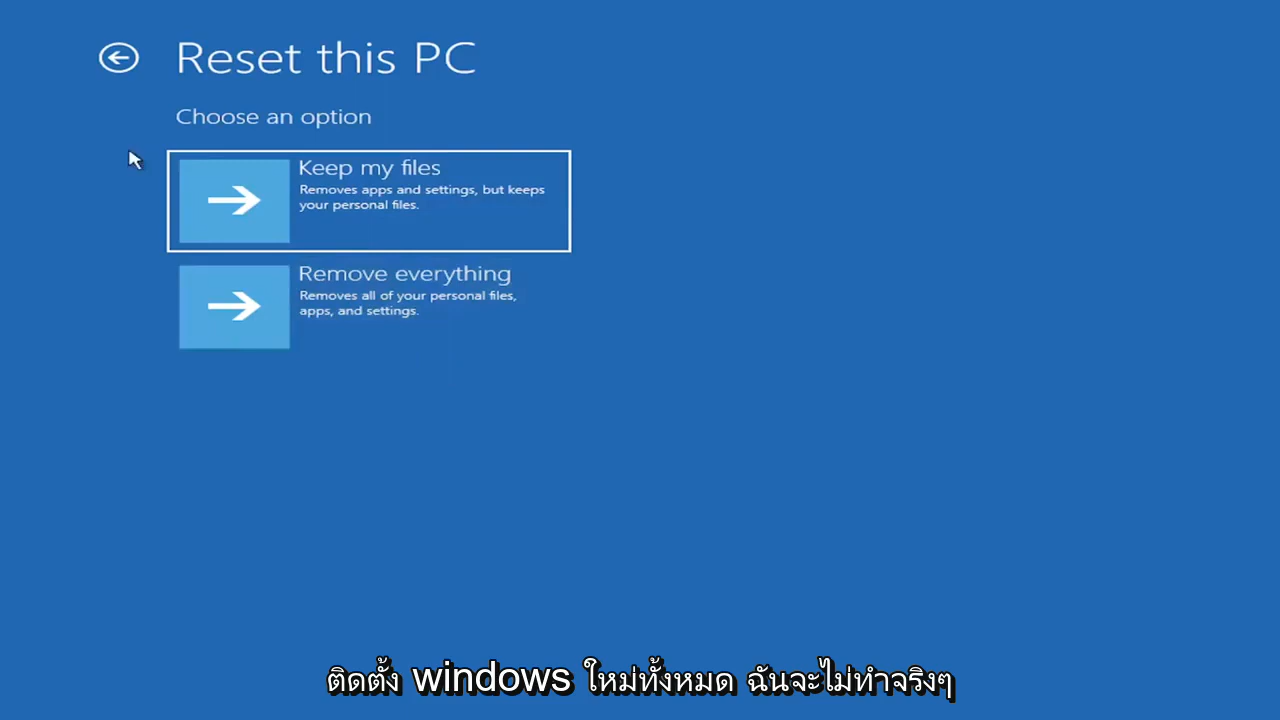 Reset this PC
Choose an option
Keep my files
Removes apps and settings, but keeps
your personal files.
Remove everything
Removes all of your personal files,
apps, and settings.
ติดตั้ง windows ใหม่ทั้งหมด ฉันจะไม่ทำจริงๆ